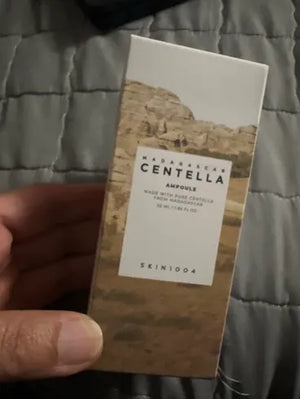 MADAGASCAR
CENTELLA
AMPOULE
MADE WITH PURE CENTELLA
FROM MADAGASCAR
SKIN1004